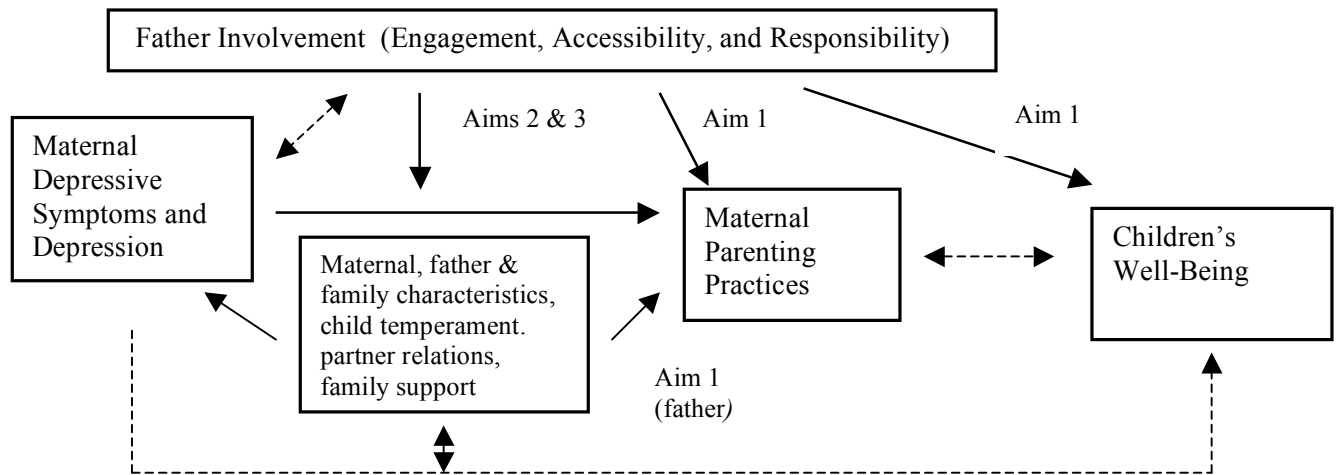 Father Involvement (Engagement, Accessibility, and Responsibility)
Aims 2 & 3
Aim 1
Aim 1
Maternal
Depressive
Symptoms and
Depression
Maternal, father &
family characteristics,
child temperament.
partner relations,
family support
Maternal
Parenting
Practices
Children’s
Well-Being
Aim 1
(father)